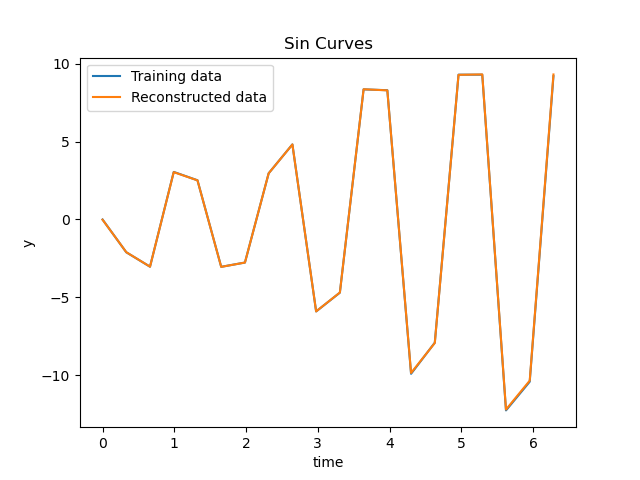 Sin Curves
Training data
Reconstructed data
10
5
0
−5
−10
y
0 1 2 3 4 5 6
time